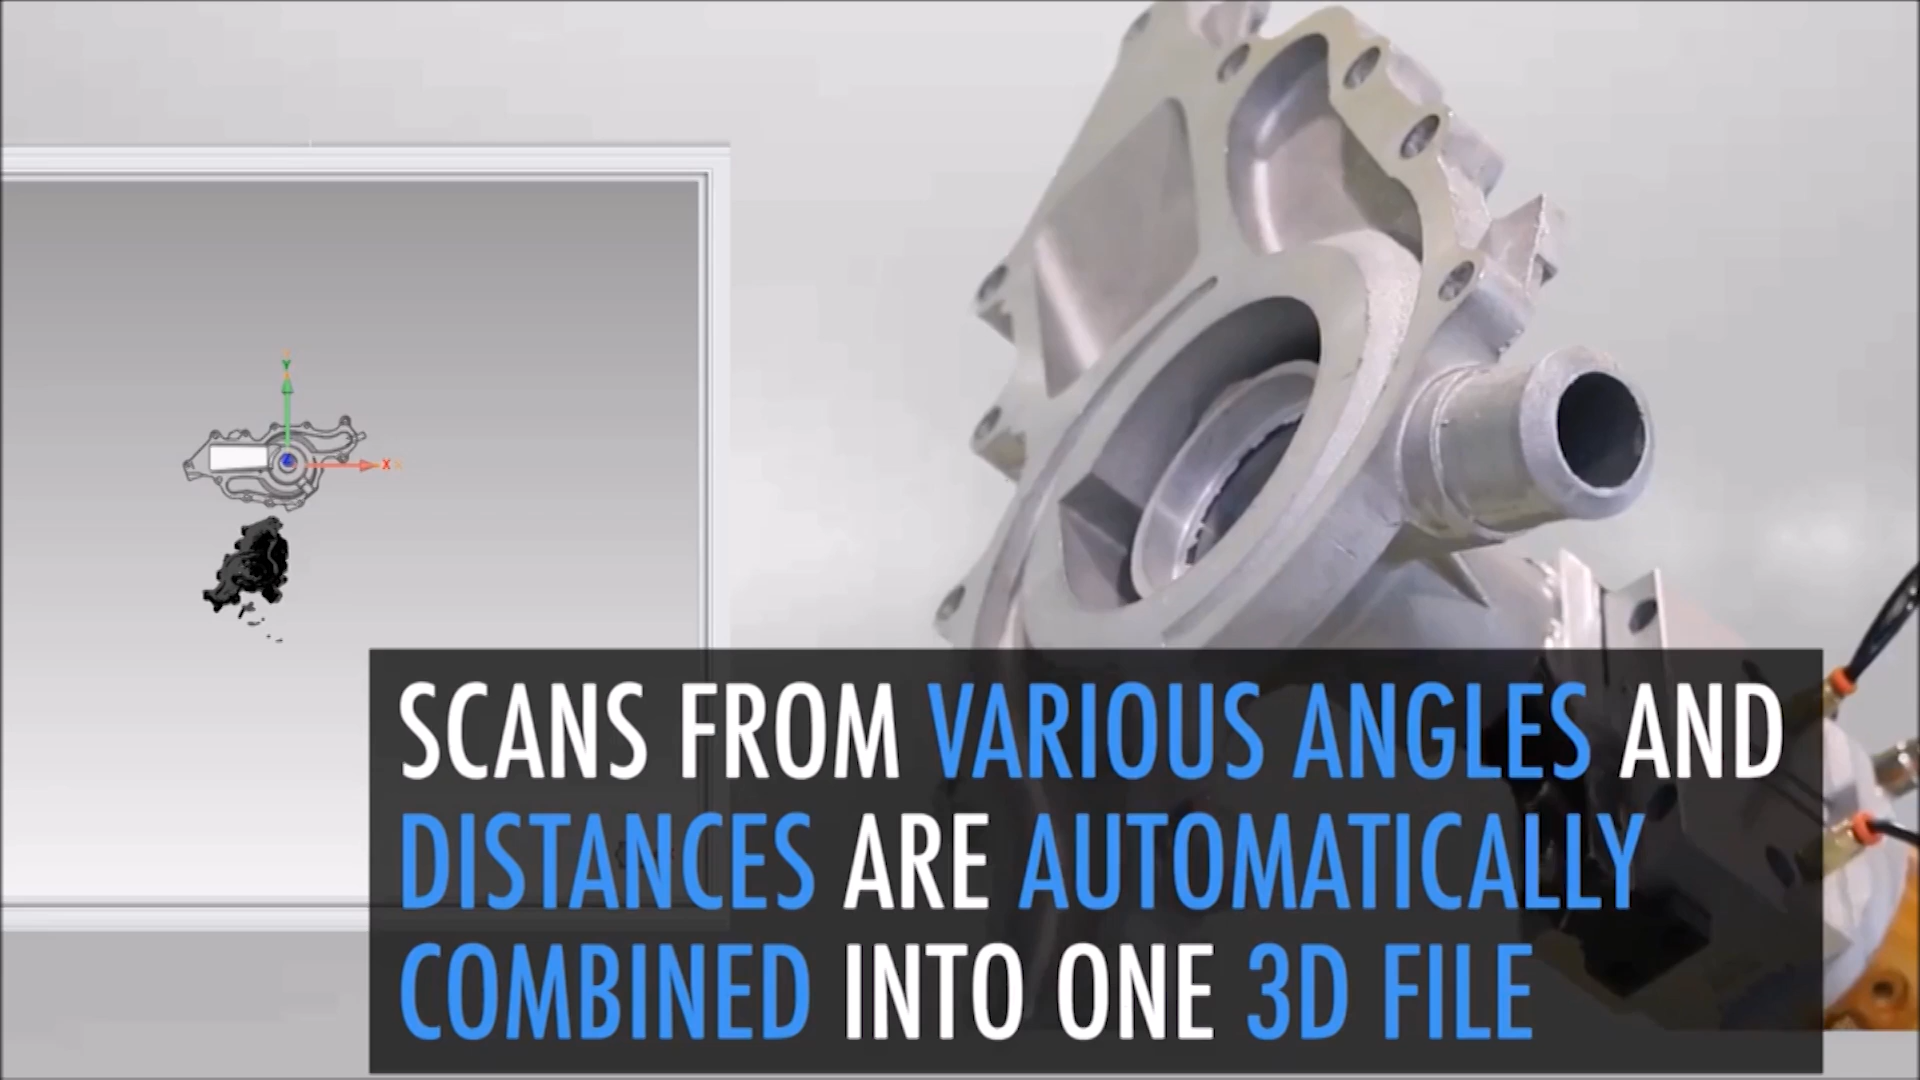 Y
Z X X
SCANS FROM VARIOUS ANGLES AND
DISTANCES ARE AUTOMATICALLY
COMBINED INTO ONE 3D FILE